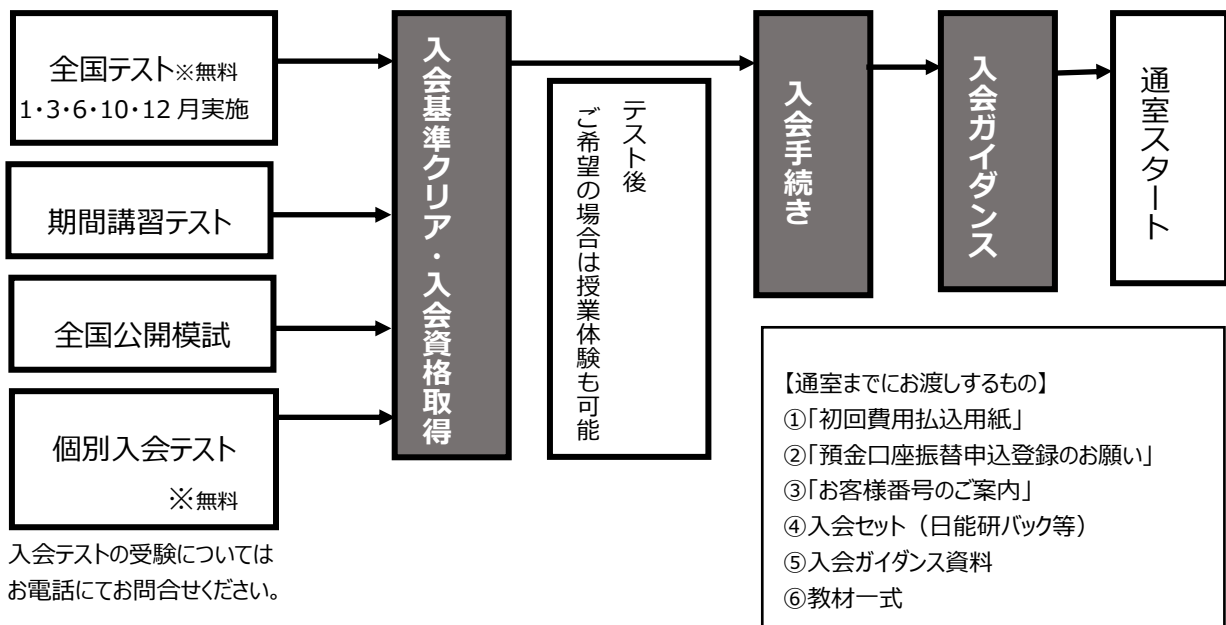 全国テスト※無料
1・3・6・10・12月実施
期間講習テスト
全国公開模試
個別入会テスト
※無料
入会テストの受験については
お電話にてお問合せください。
入会基準クリア・入会資格取得
テスト後
ご希望の場合は授業体験も可能
入会手続き
入会ガイダンス
通室スタート
【通室までにお渡しするもの】
①「初回費用払込用紙」
②「預金口座振替申込登録のお願い」
③「お客様番号のご案内」
④入会セット（日能研バック等）
⑤入会ガイダンス資料
⑥教材一式